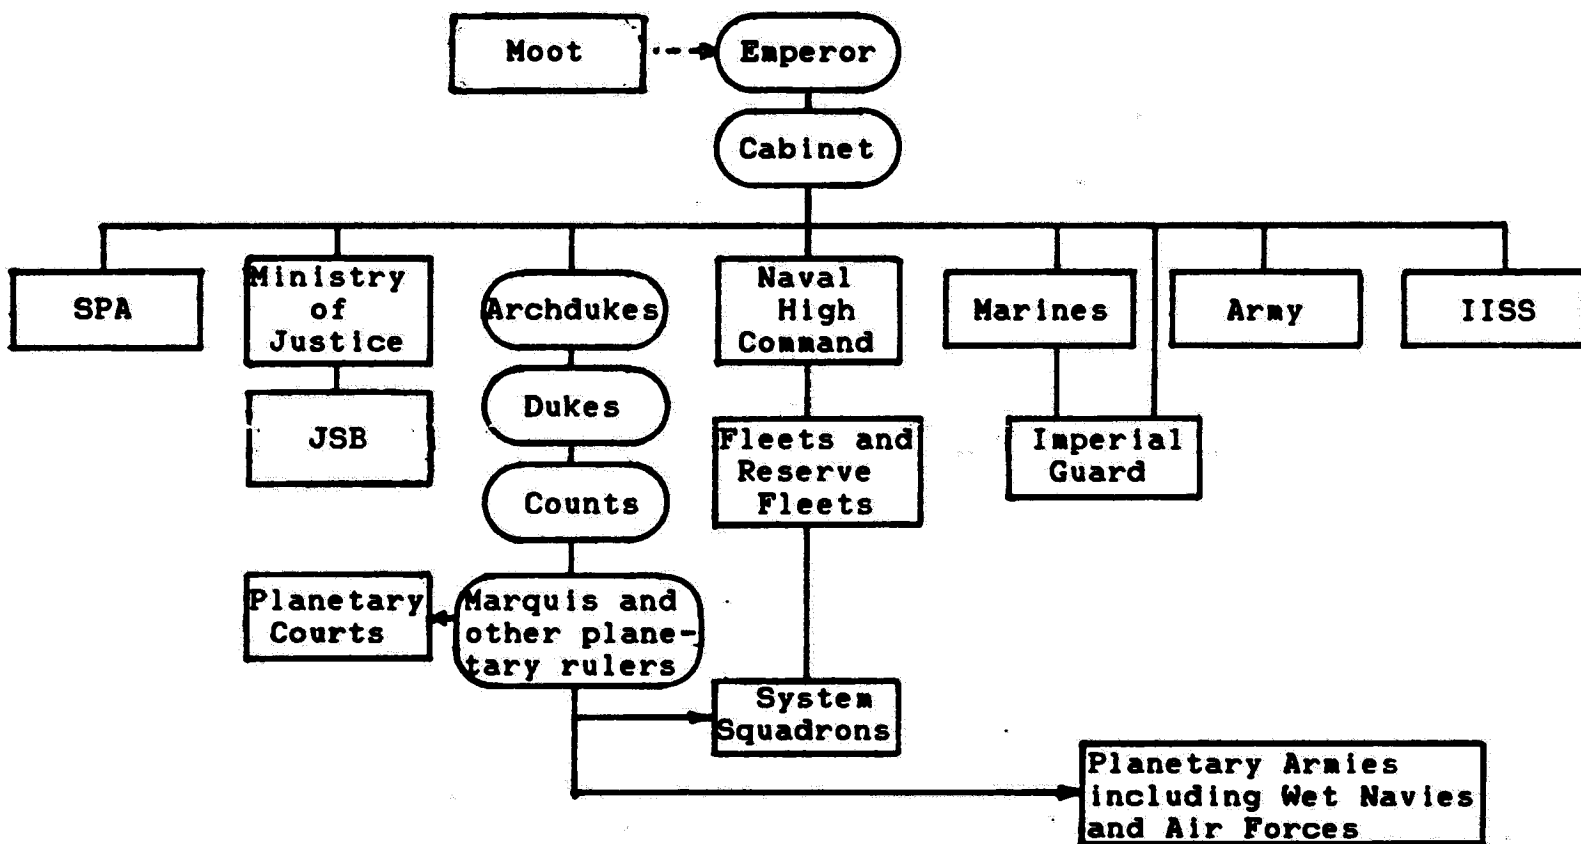 Moot
Emperor
Cabinet
SPA
Ministry
of
Justice
Archdukes
Naval
High
Command
Marines
Army
IISS
JSB
Dukes
Fleets and
Reserve
Fleets
Imperial
Guard
Counts
Planetary
Courts
Marquis and
other plane-
tary rulers
System
Squadrons
Planetary Armies
including Wet Navies
and Air Forces